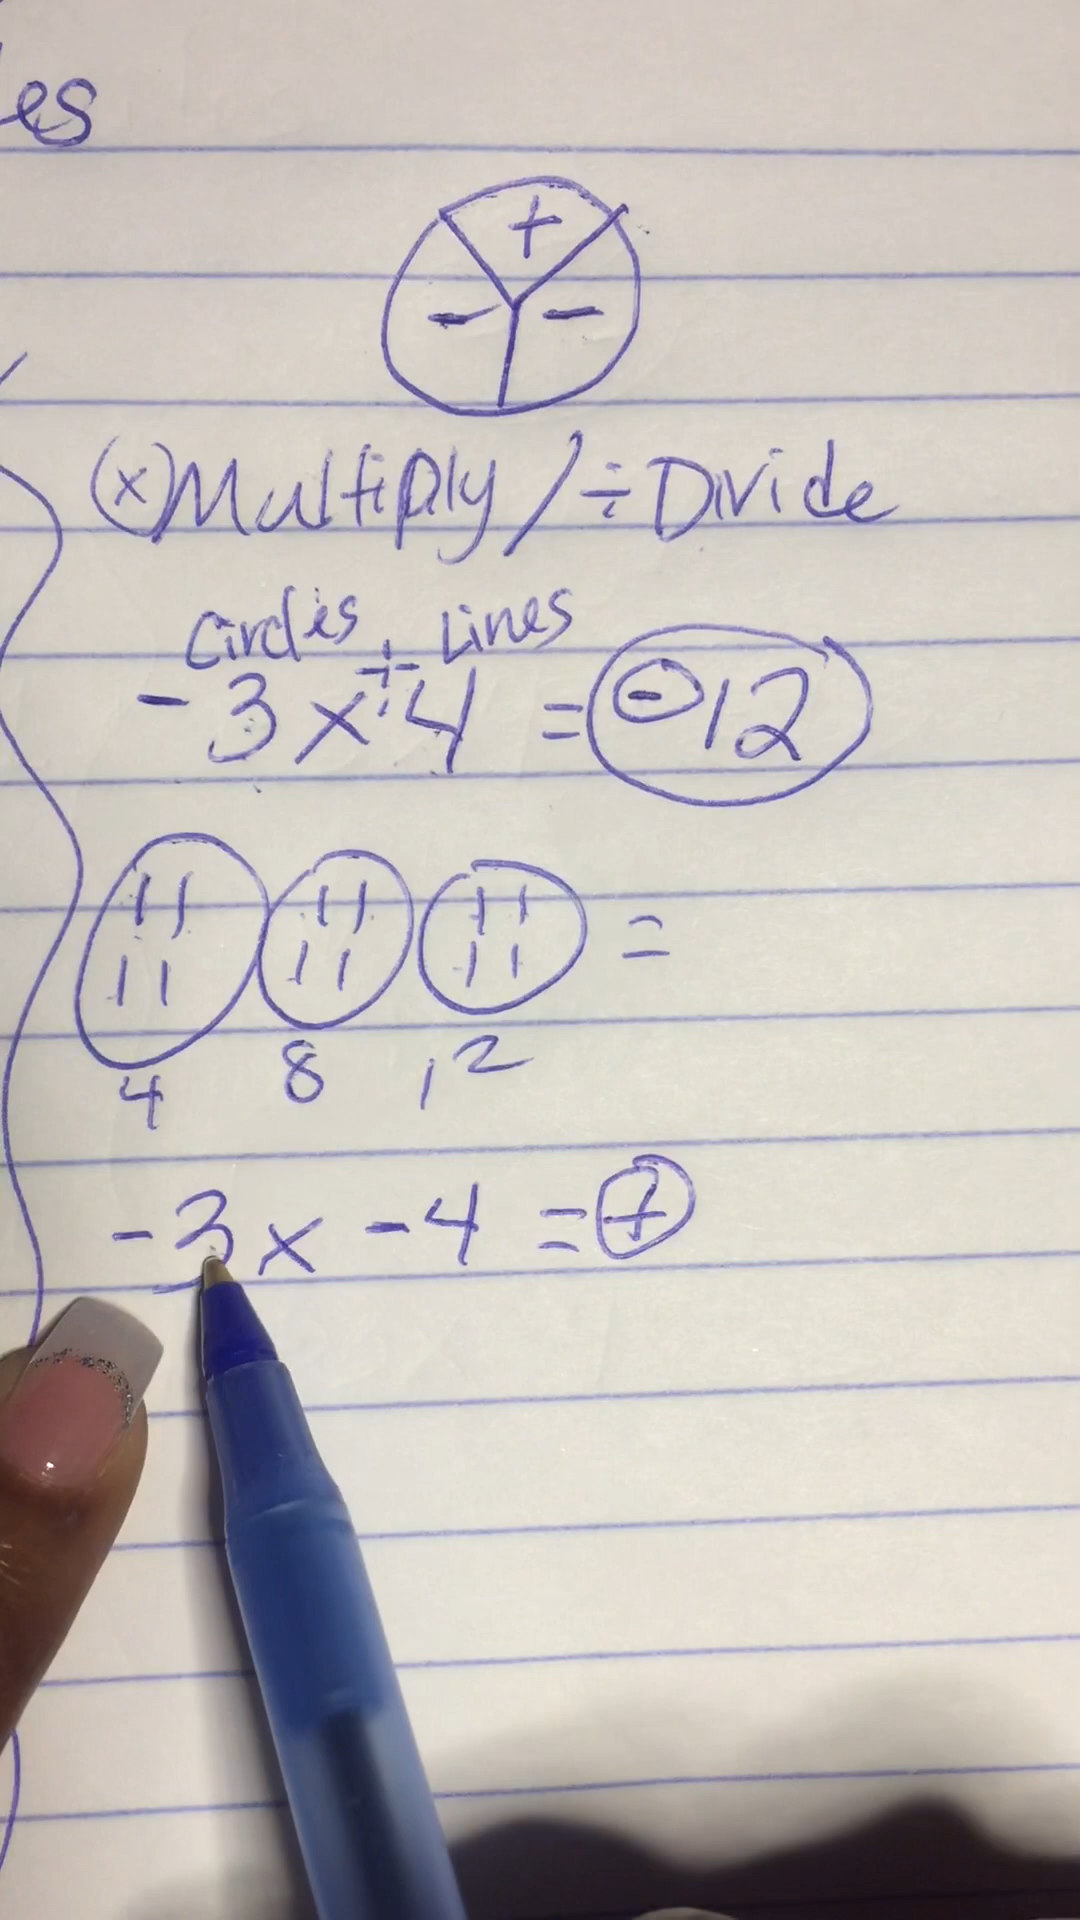 es
+
- -
(x) Multiply / ÷ Divide
Circles Lines
-3 x +4 = -12
=
4 8 12
-3 x -4 = +